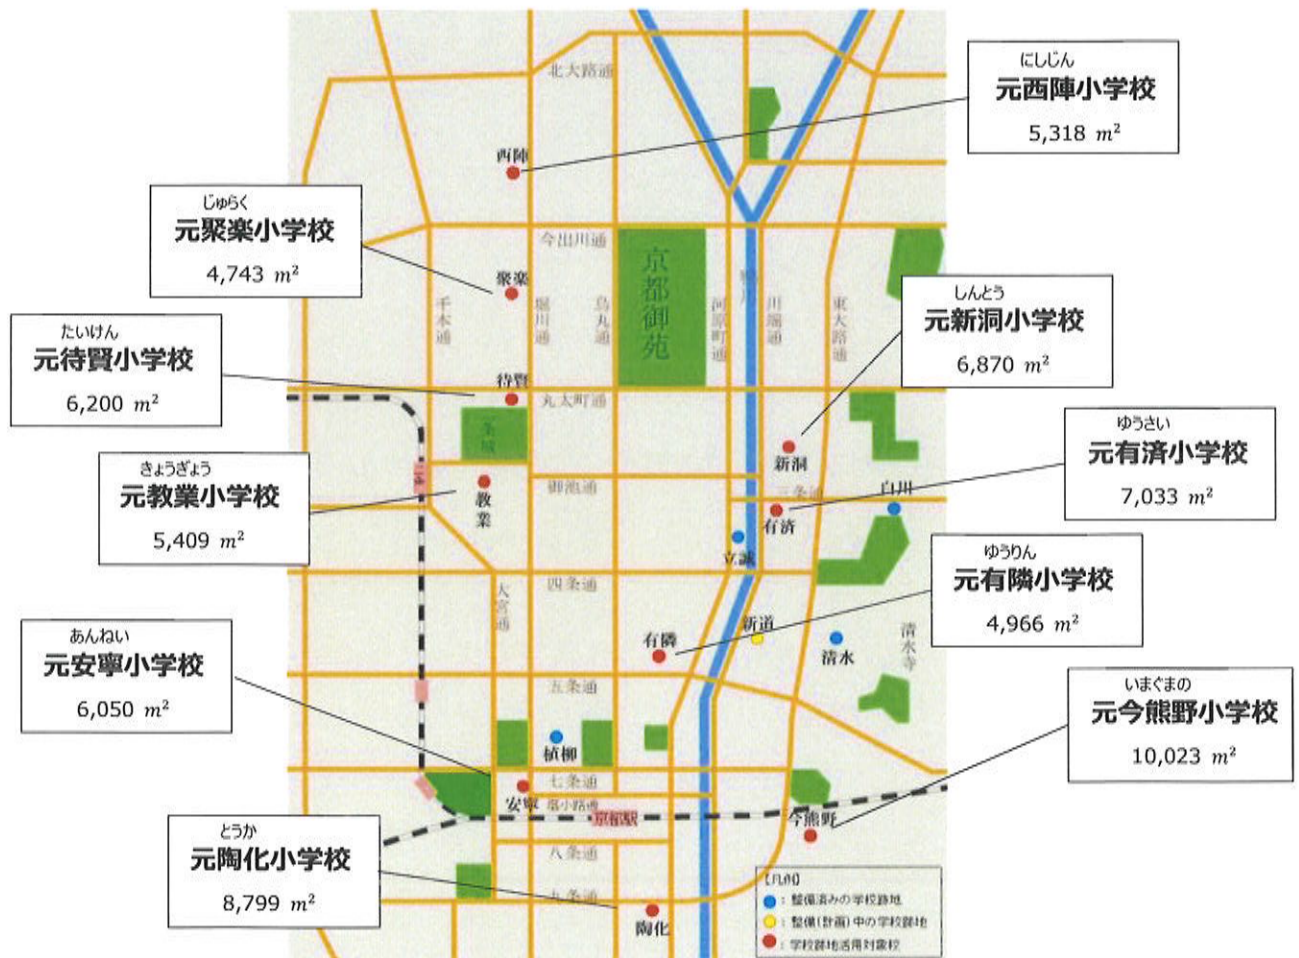 にしじん
元西陣小学校
5,318 m²
じゅらく
元聚楽小学校
4,743 m²
たいけん
元待賢小学校
6,200 m²
きょうぎょう
元教業小学校
5,409 m²
あんねい
元安寧小学校
6,050 m²
とうか
元陶化小学校
8,799 m²
しんとう
元新洞小学校
6,870 m²
ゆうさい
元有済小学校
7,033 m²
ゆうりん
元有隣小学校
4,966 m²
いまぐまの
元今熊野小学校
10,023 m²
北大路通
西陣
今出川通
京都御苑
聚楽
千本通
堀川通
烏丸通
河原町通
鴨川
川端通
東大路通
待賢
丸太町通
二条城
新洞
教業
御池通
三条通
白川
有済
立誠
四条通
大宮通
有隣
新道
清水
清水寺
五条通
植柳
七条通
安寧
塩小路通
京都駅
今熊野
八条通
九条通
陶化
【凡例】
：整備済みの学校跡地
：整備(計画)中の学校跡地
：学校跡地活用対象校